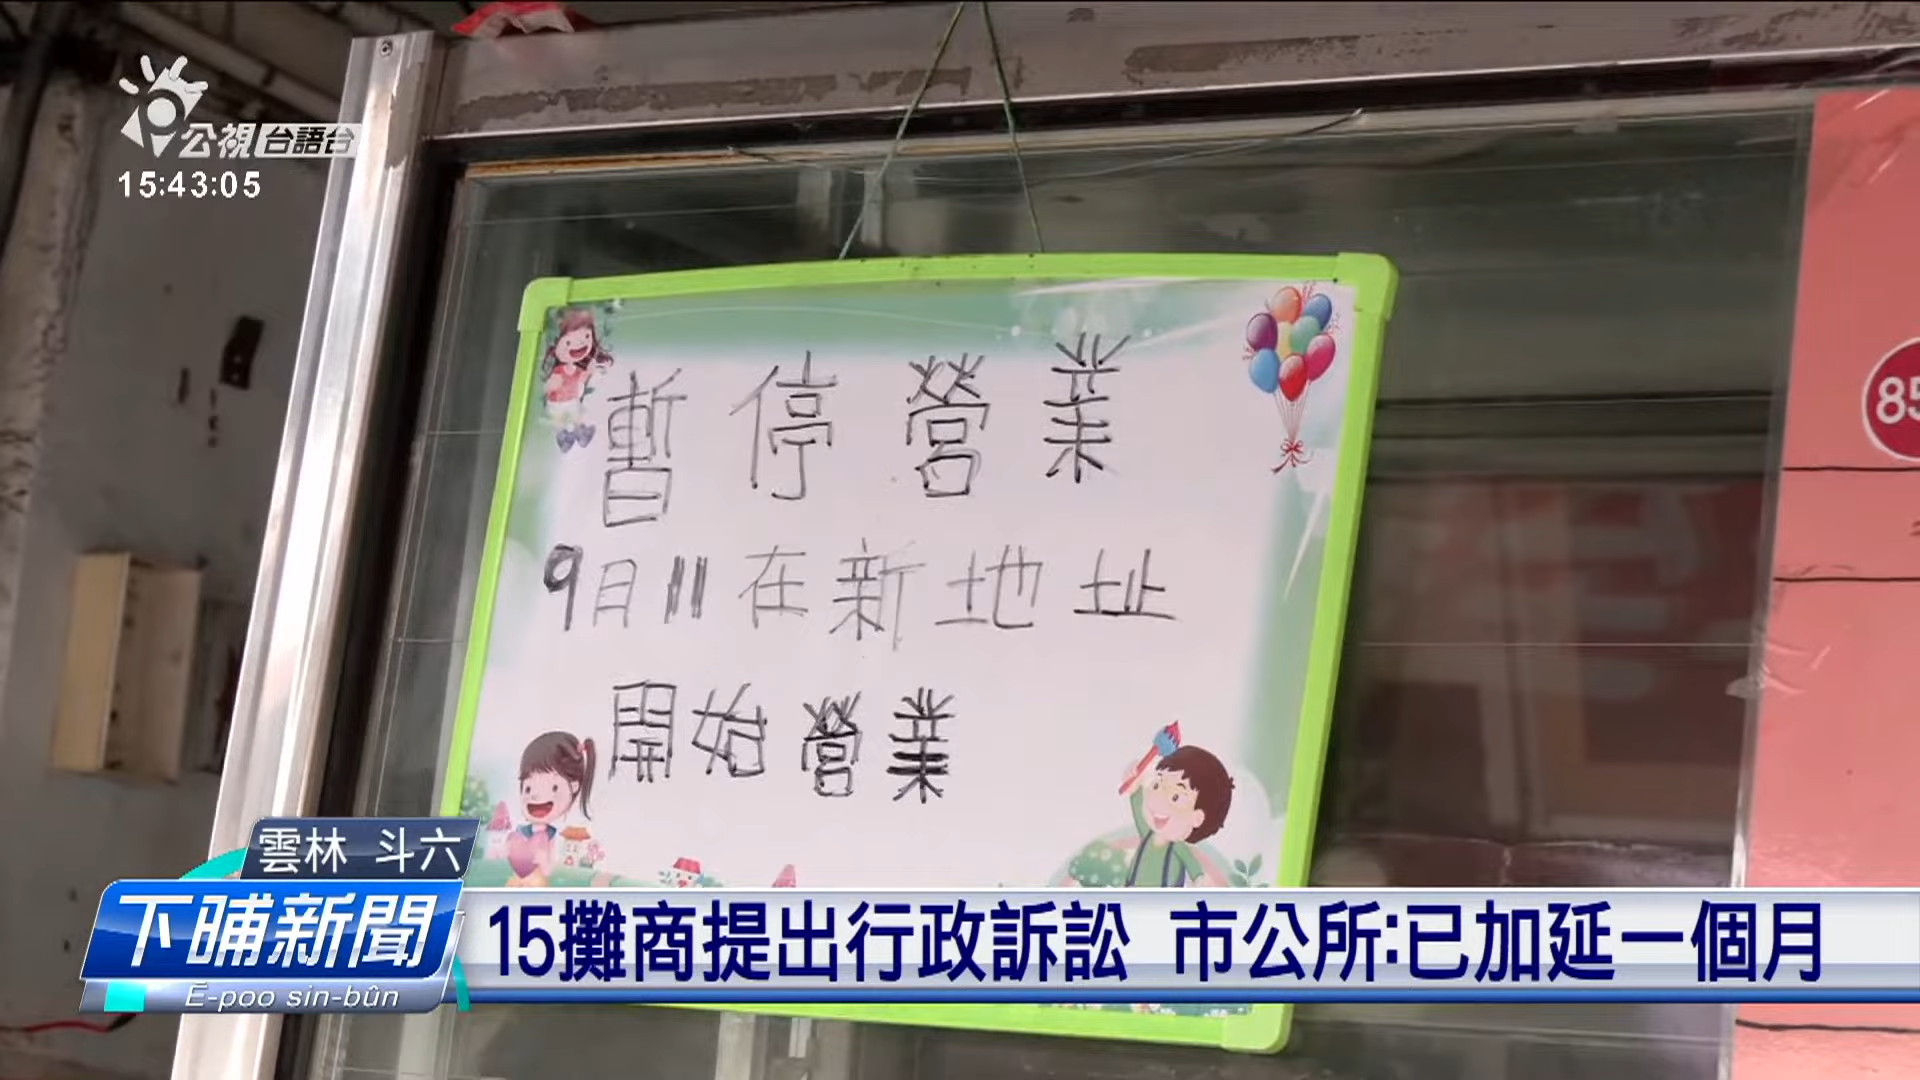 公視台語台
15:43:05
暫停營業
9月11在新地址
開始營業
雲林 斗六
下晡新聞
Ē-poo sin-bûn
15攤商提出行政訴訟 市公所:已加延一個月